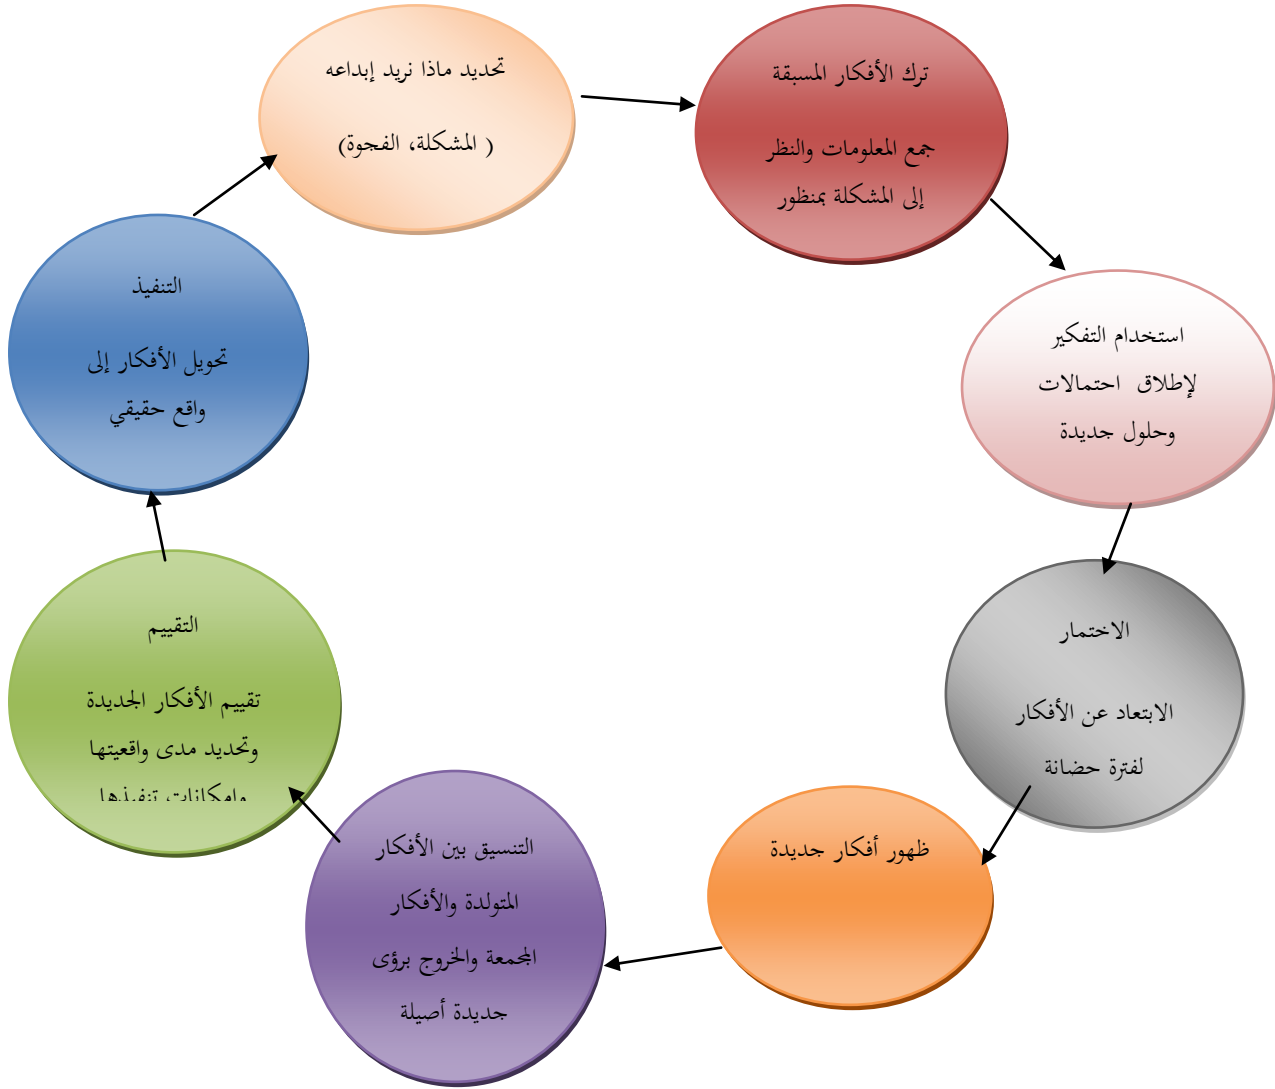 تحديد ماذا نريد إبداعه
( المشكلة، الفجوة)
ترك الأفكار المسبقة
جمع المعلومات والنظر
إلى المشكلة بمنظور
استخدام التفكير
لإطلاق احتمالات
وحلول جديدة
الاختمار
الابتعاد عن الأفكار
لفترة حضانة
ظهور أفكار جديدة
التنسيق بين الأفكار
المتولدة والأفكار
المجمعة والخروج برؤى
جديدة أصيلة
التقييم
تقييم الأفكار الجديدة
وتحديد مدى واقعيتها
وإمكانات تنفيذها
التنفيذ
تحويل الأفكار إلى
واقع حقيقي